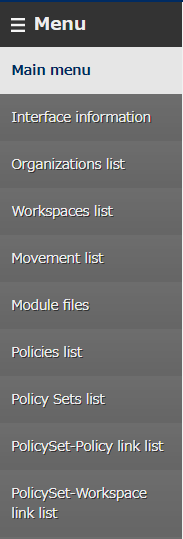 Menu
Main menu
Interface information
Organizations list
Workspaces list
Movement list
Module files
Policies list
Policy Sets list
PolicySet-Policy link list
PolicySet-Workspace
link list